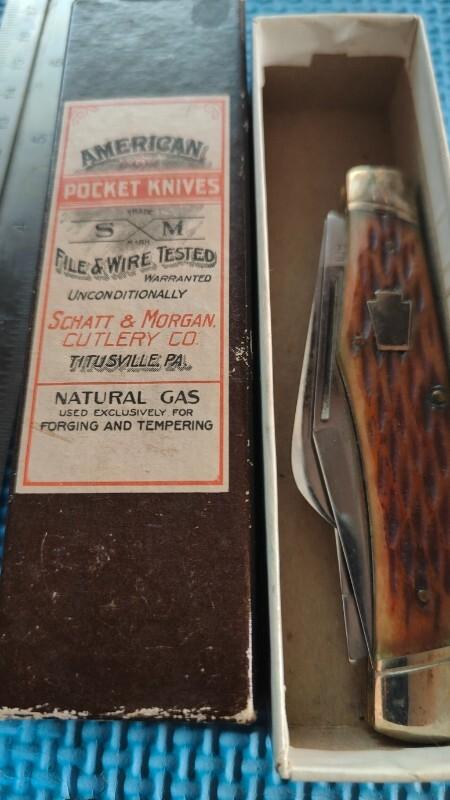 AMERICAN
POCKET KNIVES
TRADE
S M
MARK
FILE & WIRE TESTED
WARRANTED
UNCONDITIONALLY
SCHATT & MORGAN.
CUTLERY CO.
TITUSVILLE, PA.
NATURAL GAS
USED EXCLUSIVELY FOR
FORGING AND TEMPERING